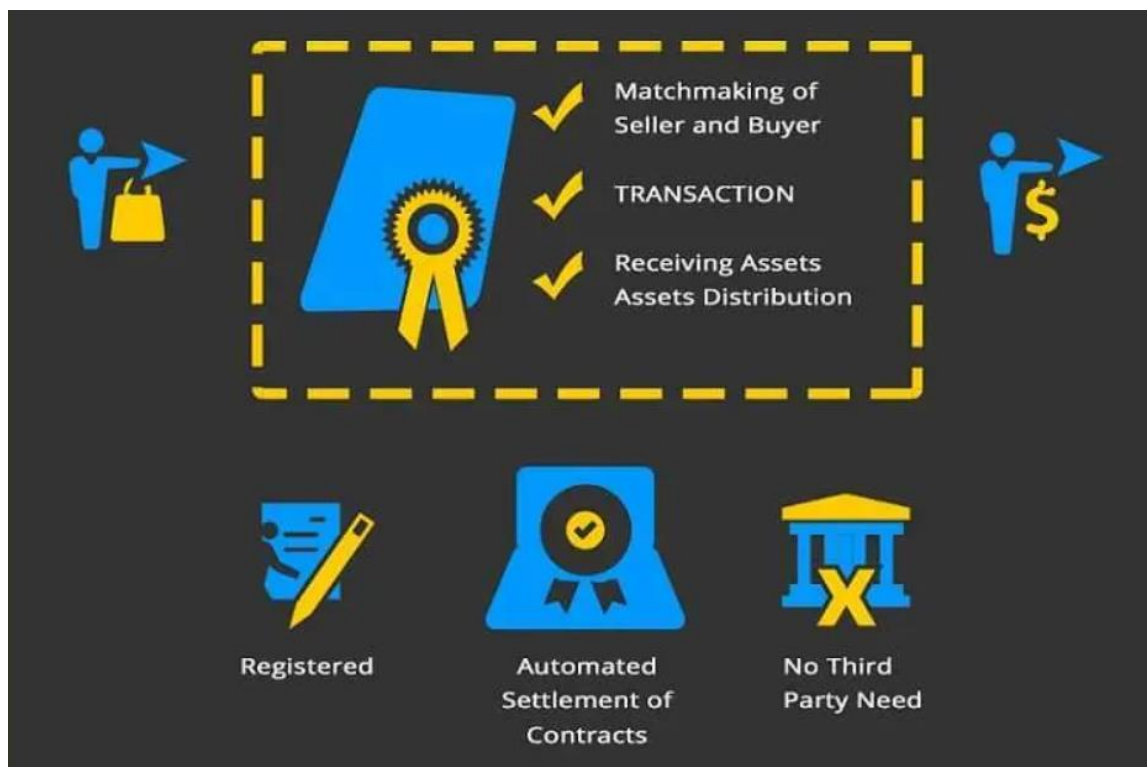 Matchmaking of
Seller and Buyer
TRANSACTION
Receiving Assets
Assets Distribution
Registered
Automated
Settlement of
Contracts
No Third
Party Need